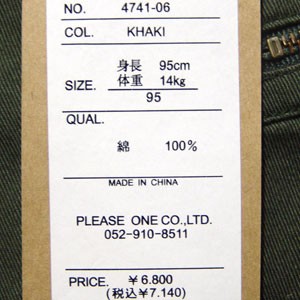 NO. 4741-06
COL. KHAKI
身長 95cm
SIZE. 体重 14kg
95
QUAL.
綿 100%
MADE IN CHINA
PLEASE ONE CO.,LTD.
052-910-8511
PRICE. ¥6.800
(税込¥7.140)